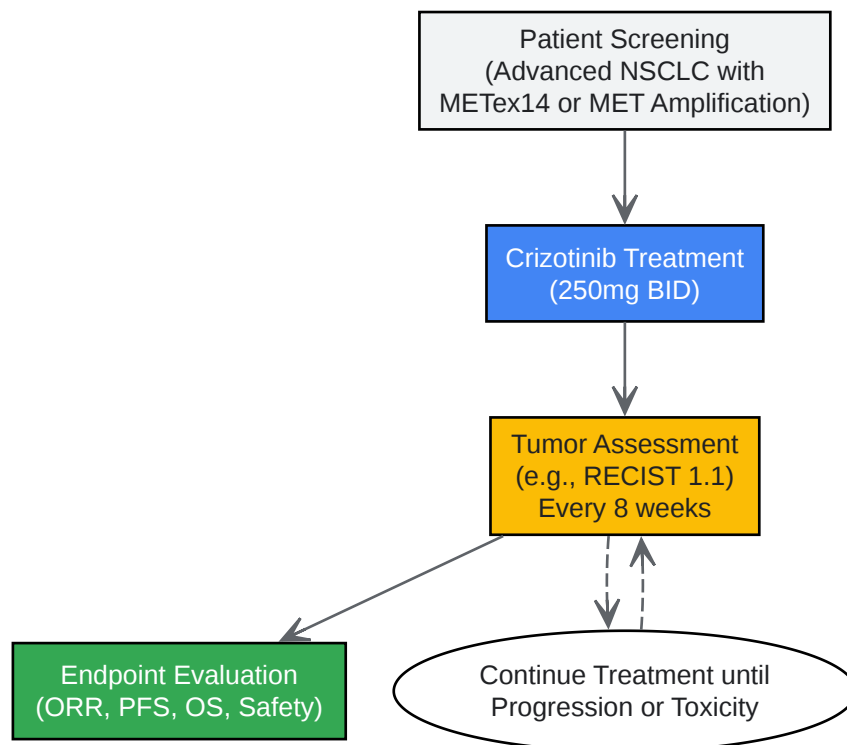 Patient Screening
(Advanced NSCLC with
METex14 or MET Amplification)
Crizotinib Treatment
(250mg BID)
Tumor Assessment
(e.g., RECIST 1.1)
Every 8 weeks
Endpoint Evaluation
(ORR, PFS, OS, Safety)
Continue Treatment until
Progression or Toxicity